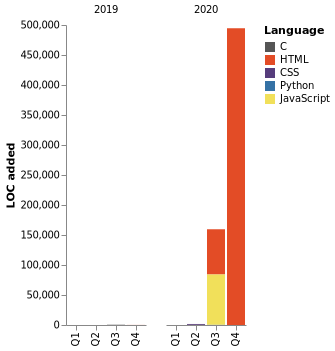 2019 2020
Language
C
HTML
CSS
Python
JavaScript
LOC added
500,000
450,000
400,000
350,000
300,000
250,000
200,000
150,000
100,000
50,000
0
Q1 Q2 Q3 Q4 Q1 Q2 Q3 Q4